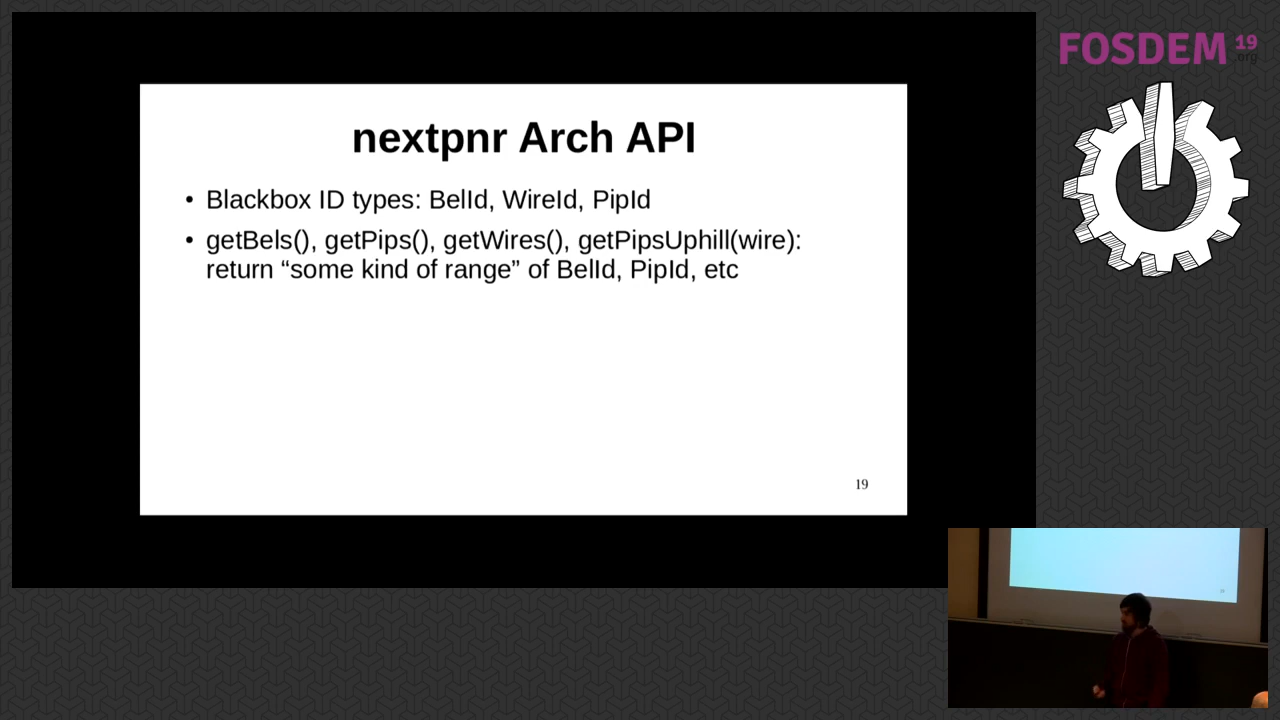 FOSDEM 19
.org
nextpnr Arch API
• Blackbox ID types: BelId, WireId, PipId
• getBels(), getPips(), getWires(), getPipsUphill(wire):
return “some kind of range” of BelId, PipId, etc
19